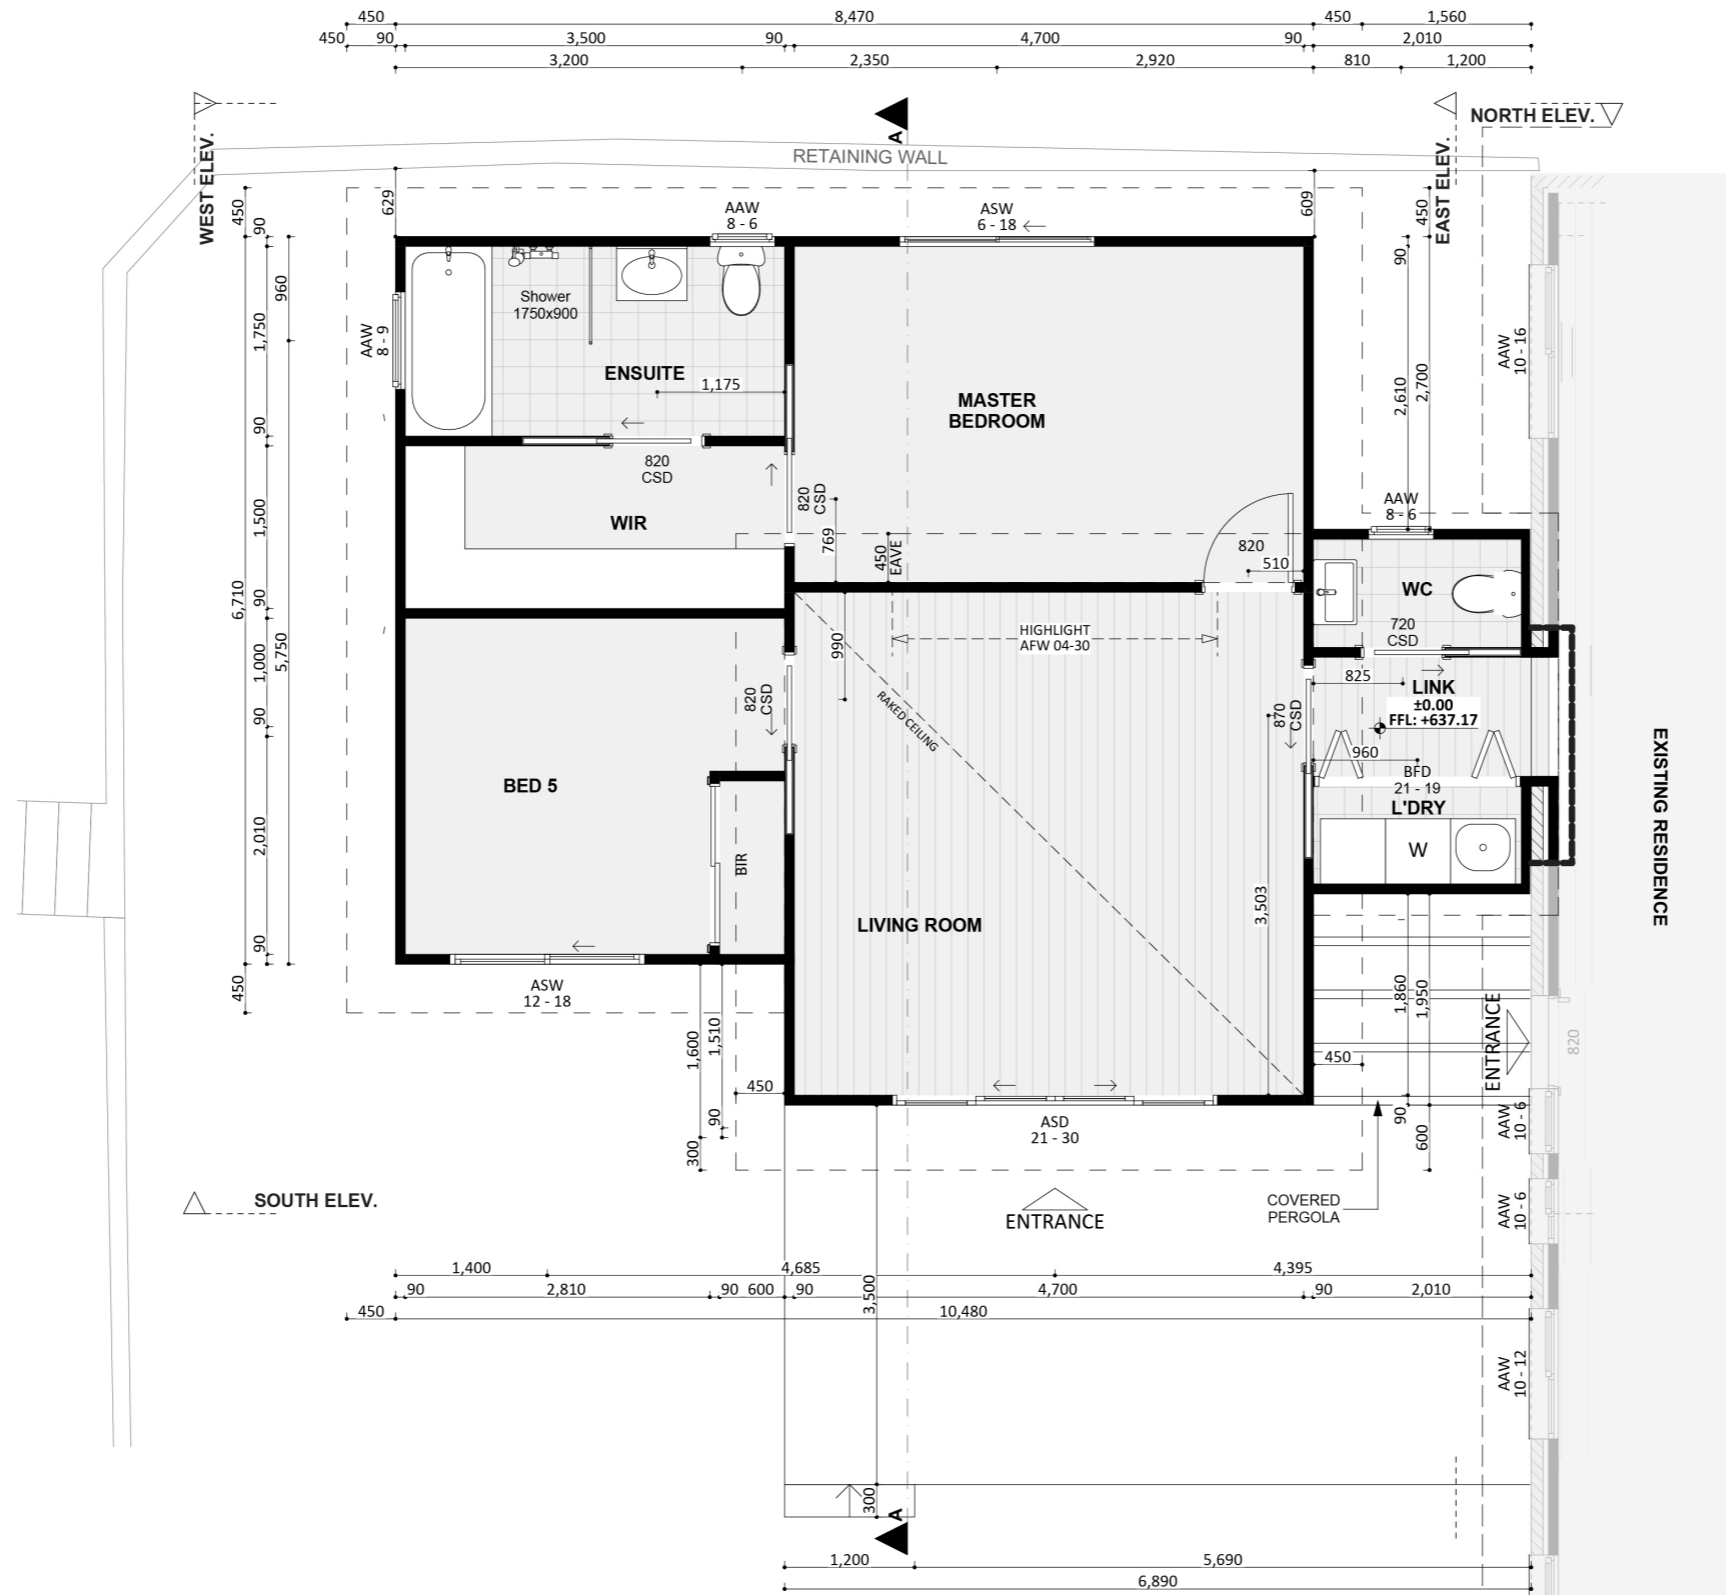 450 8,470 450 1,560
450 90 3,500 90 4,700 90 2,010
3,200 2,350 2,920 810 1,200
NORTH ELEV.
WEST ELEV.
EAST ELEV.
A
RETAINING WALL
629
609
450
90
960
1,750
90
1,500
6,710
90
5,750
1,000
90
2,010
90
450
AAW
8 - 6
ASW
6 - 18
AAW
8 - 9
Shower
1750x900
ENSUITE
1,175
820
CSD
WIR
MASTER
BEDROOM
820
CSD
769
450
EAVE
820
510
450
90
2,610
2,700
AAW
10 - 16
AAW
8 - 6
WC
720
CSD
825
LINK
±0.00
FFL: +637.17
960
BFD
21 - 19
L'DRY
W
870
CSD
HIGHLIGHT
AFW 04-30
990
RAKED CEILING
820
CSD
BED 5
BIR
LIVING ROOM
3,503
EXISTING RESIDENCE
ASW
12 - 18
1,600
1,510
450
90
300
1,860
1,950
ENTRANCE
820
450
90
600
AAW
10 - 6
ASD
21 - 30
SOUTH ELEV.
ENTRANCE
COVERED
PERGOLA
AAW
10 - 6
1,400 4,685 4,395
90 2,810 90 600 90 4,700 90 2,010
450 10,480
3,500
AAW
10 - 12
300
A
1,200 5,690
6,890